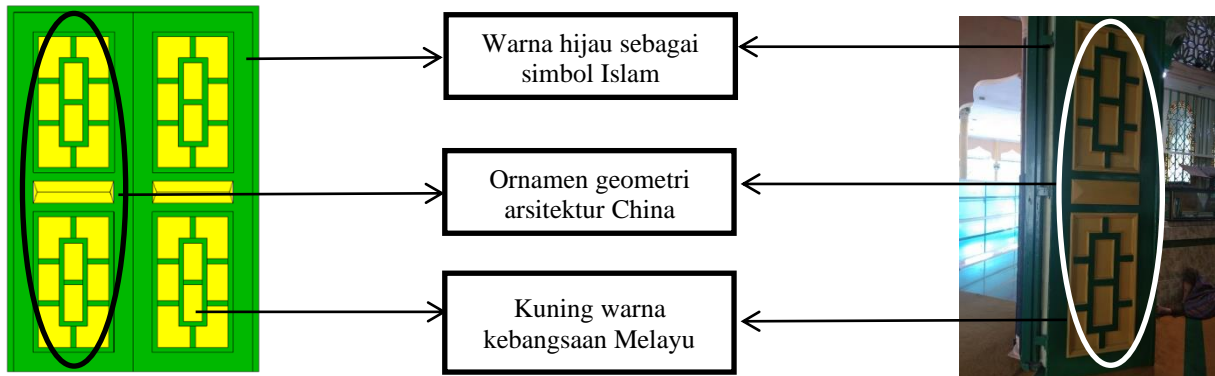 Warna hijau sebagai
simbol Islam
Ornamen geometri
arsitektur China
Kuning warna
kebangsaan Melayu